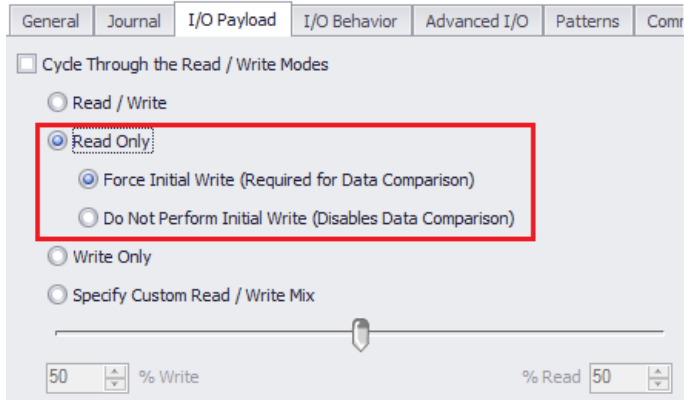 General Journal I/O Payload I/O Behavior Advanced I/O Patterns Comm
Cycle Through the Read / Write Modes
Read / Write
Read Only
Force Initial Write (Required for Data Comparison)
Do Not Perform Initial Write (Disables Data Comparison)
Write Only
Specify Custom Read / Write Mix
50 % Write % Read 50